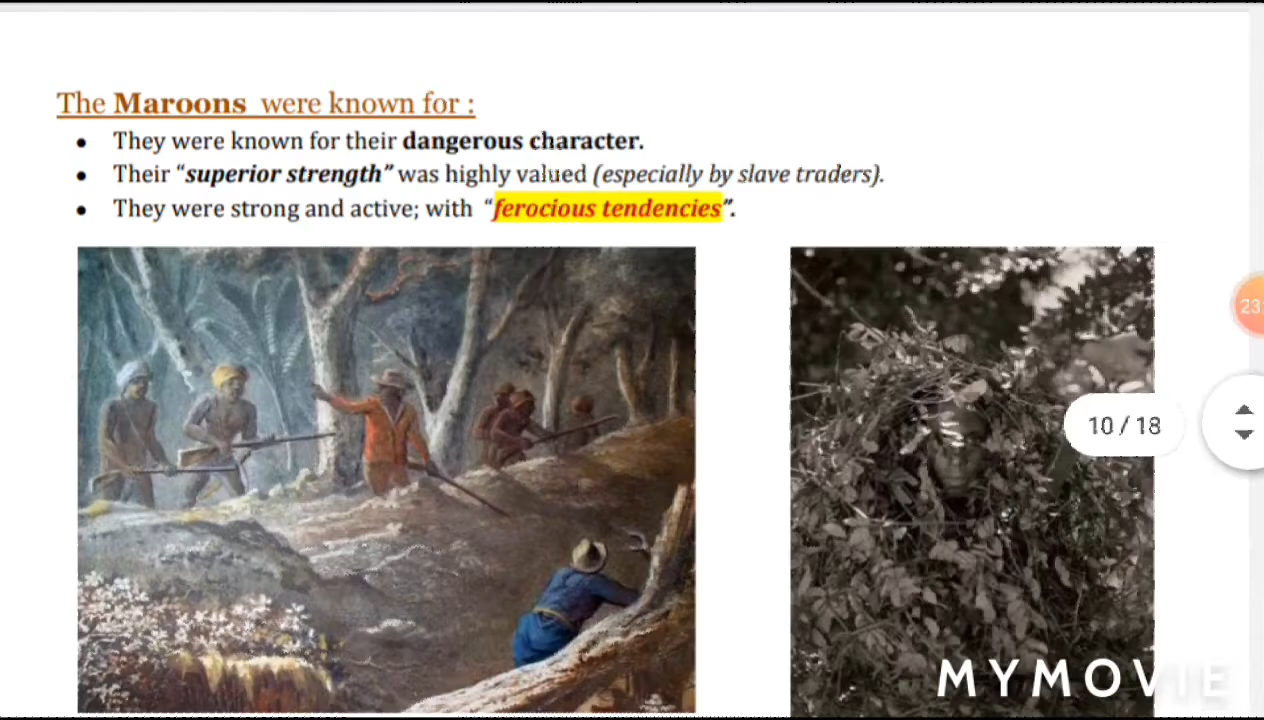 The Maroons were known for :
• They were known for their dangerous character.
• Their “superior strength” was highly valued (especially by slave traders).
• They were strong and active; with “ferocious tendencies”.
23
10 / 18
MYMOVIE